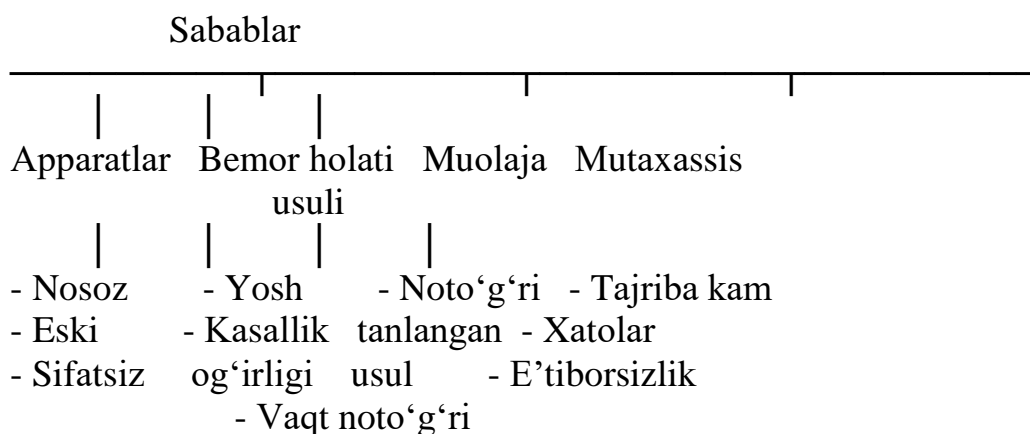 Sabablar
Apparatlar Bemor holati Muolaja Mutaxassis
usuli
- Nosoz - Yosh - Noto‘g‘ri - Tajriba kam
- Eski - Kasallik tanlangan - Xatolar
- Sifatsiz og‘irligi usul - E’tiborsizlik
- Vaqt noto‘g‘ri